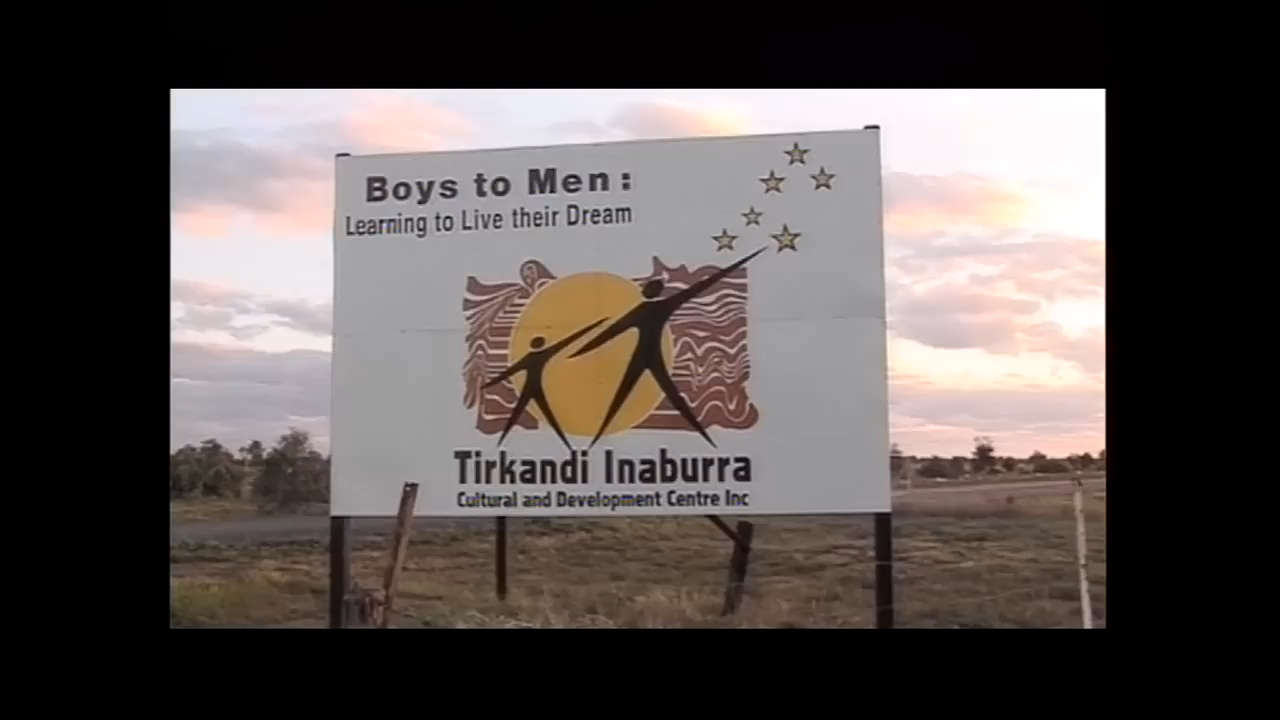 Boys to Men:
Learning to Live their Dream
Tirkandi Inaburra
Cultural and Development Centre Inc